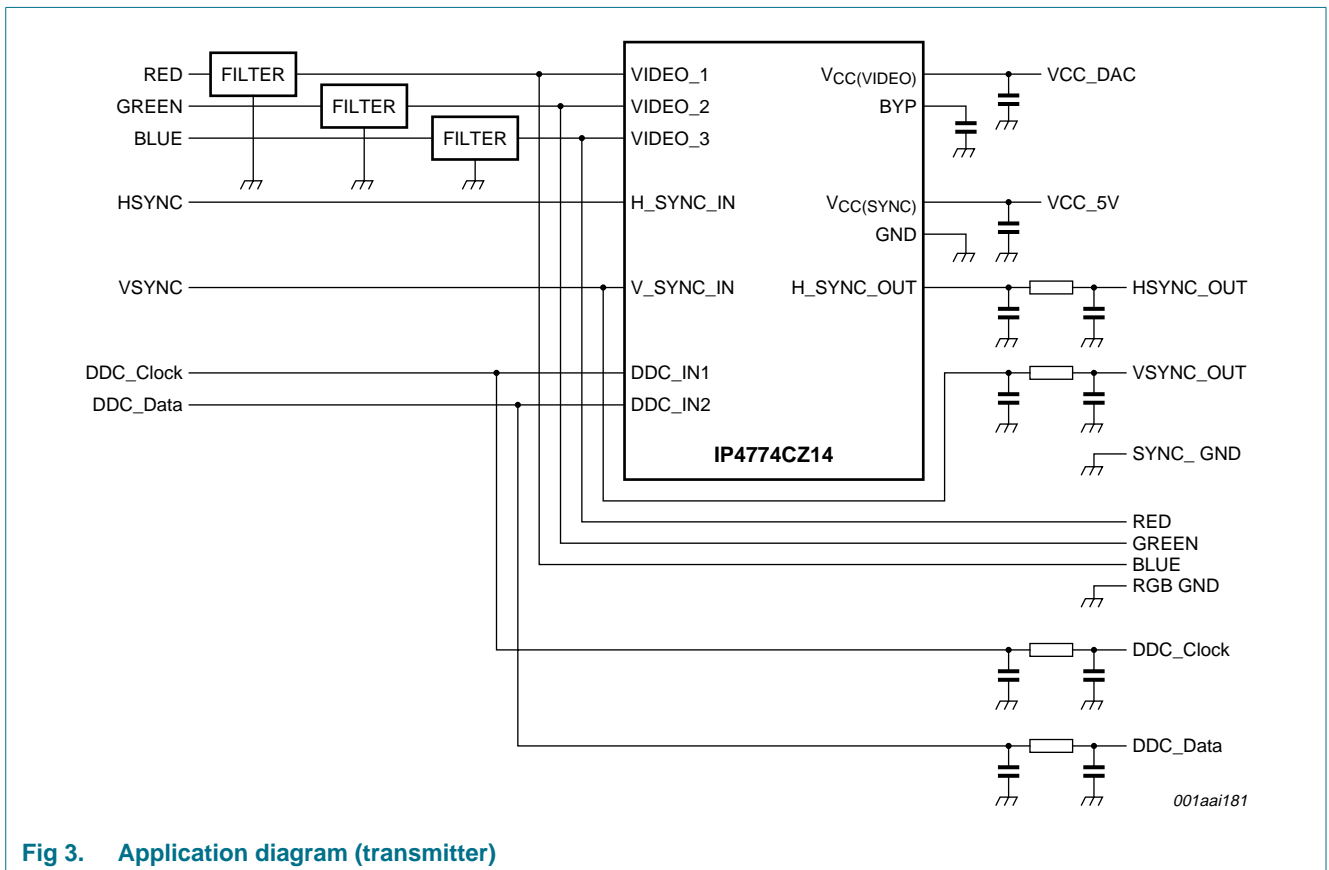 RED FILTER VIDEO_1 VCC(VIDEO) VCC_DAC
GREEN FILTER VIDEO_2 BYP
BLUE FILTER VIDEO_3
HSYNC H_SYNC_IN VCC(SYNC) VCC_5V
GND
VSYNC V_SYNC_IN H_SYNC_OUT HSYNC_OUT
DDC_Clock DDC_IN1 VSYNC_OUT
DDC_Data DDC_IN2
IP4774CZ14 SYNC_ GND
RED
GREEN
BLUE
RGB GND
DDC_Clock
DDC_Data
001aai181
Fig 3. Application diagram (transmitter)